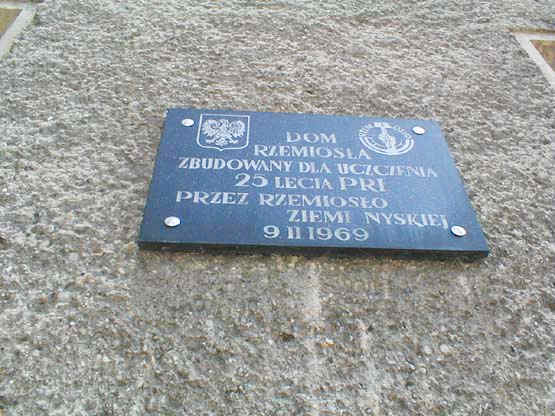 DOM
RZEMIOSŁA
ZBUDOWANY DLA UCZCZENIA
25 LECIA PRL
PRZEZ RZEMIOSŁO
ZIEMI NYSKIEJ
9 II 1969